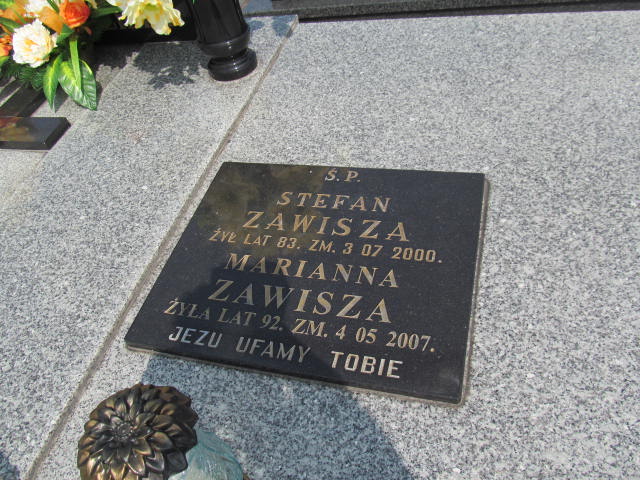 Ś.P.
STEFAN
ZAWISZA
ŻYŁ LAT 83. ZM. 3 07 2000.
MARIANNA
ZAWISZA
ŻYŁA LAT 92. ZM. 4 05 2007.
JEZU UFAMY TOBIE